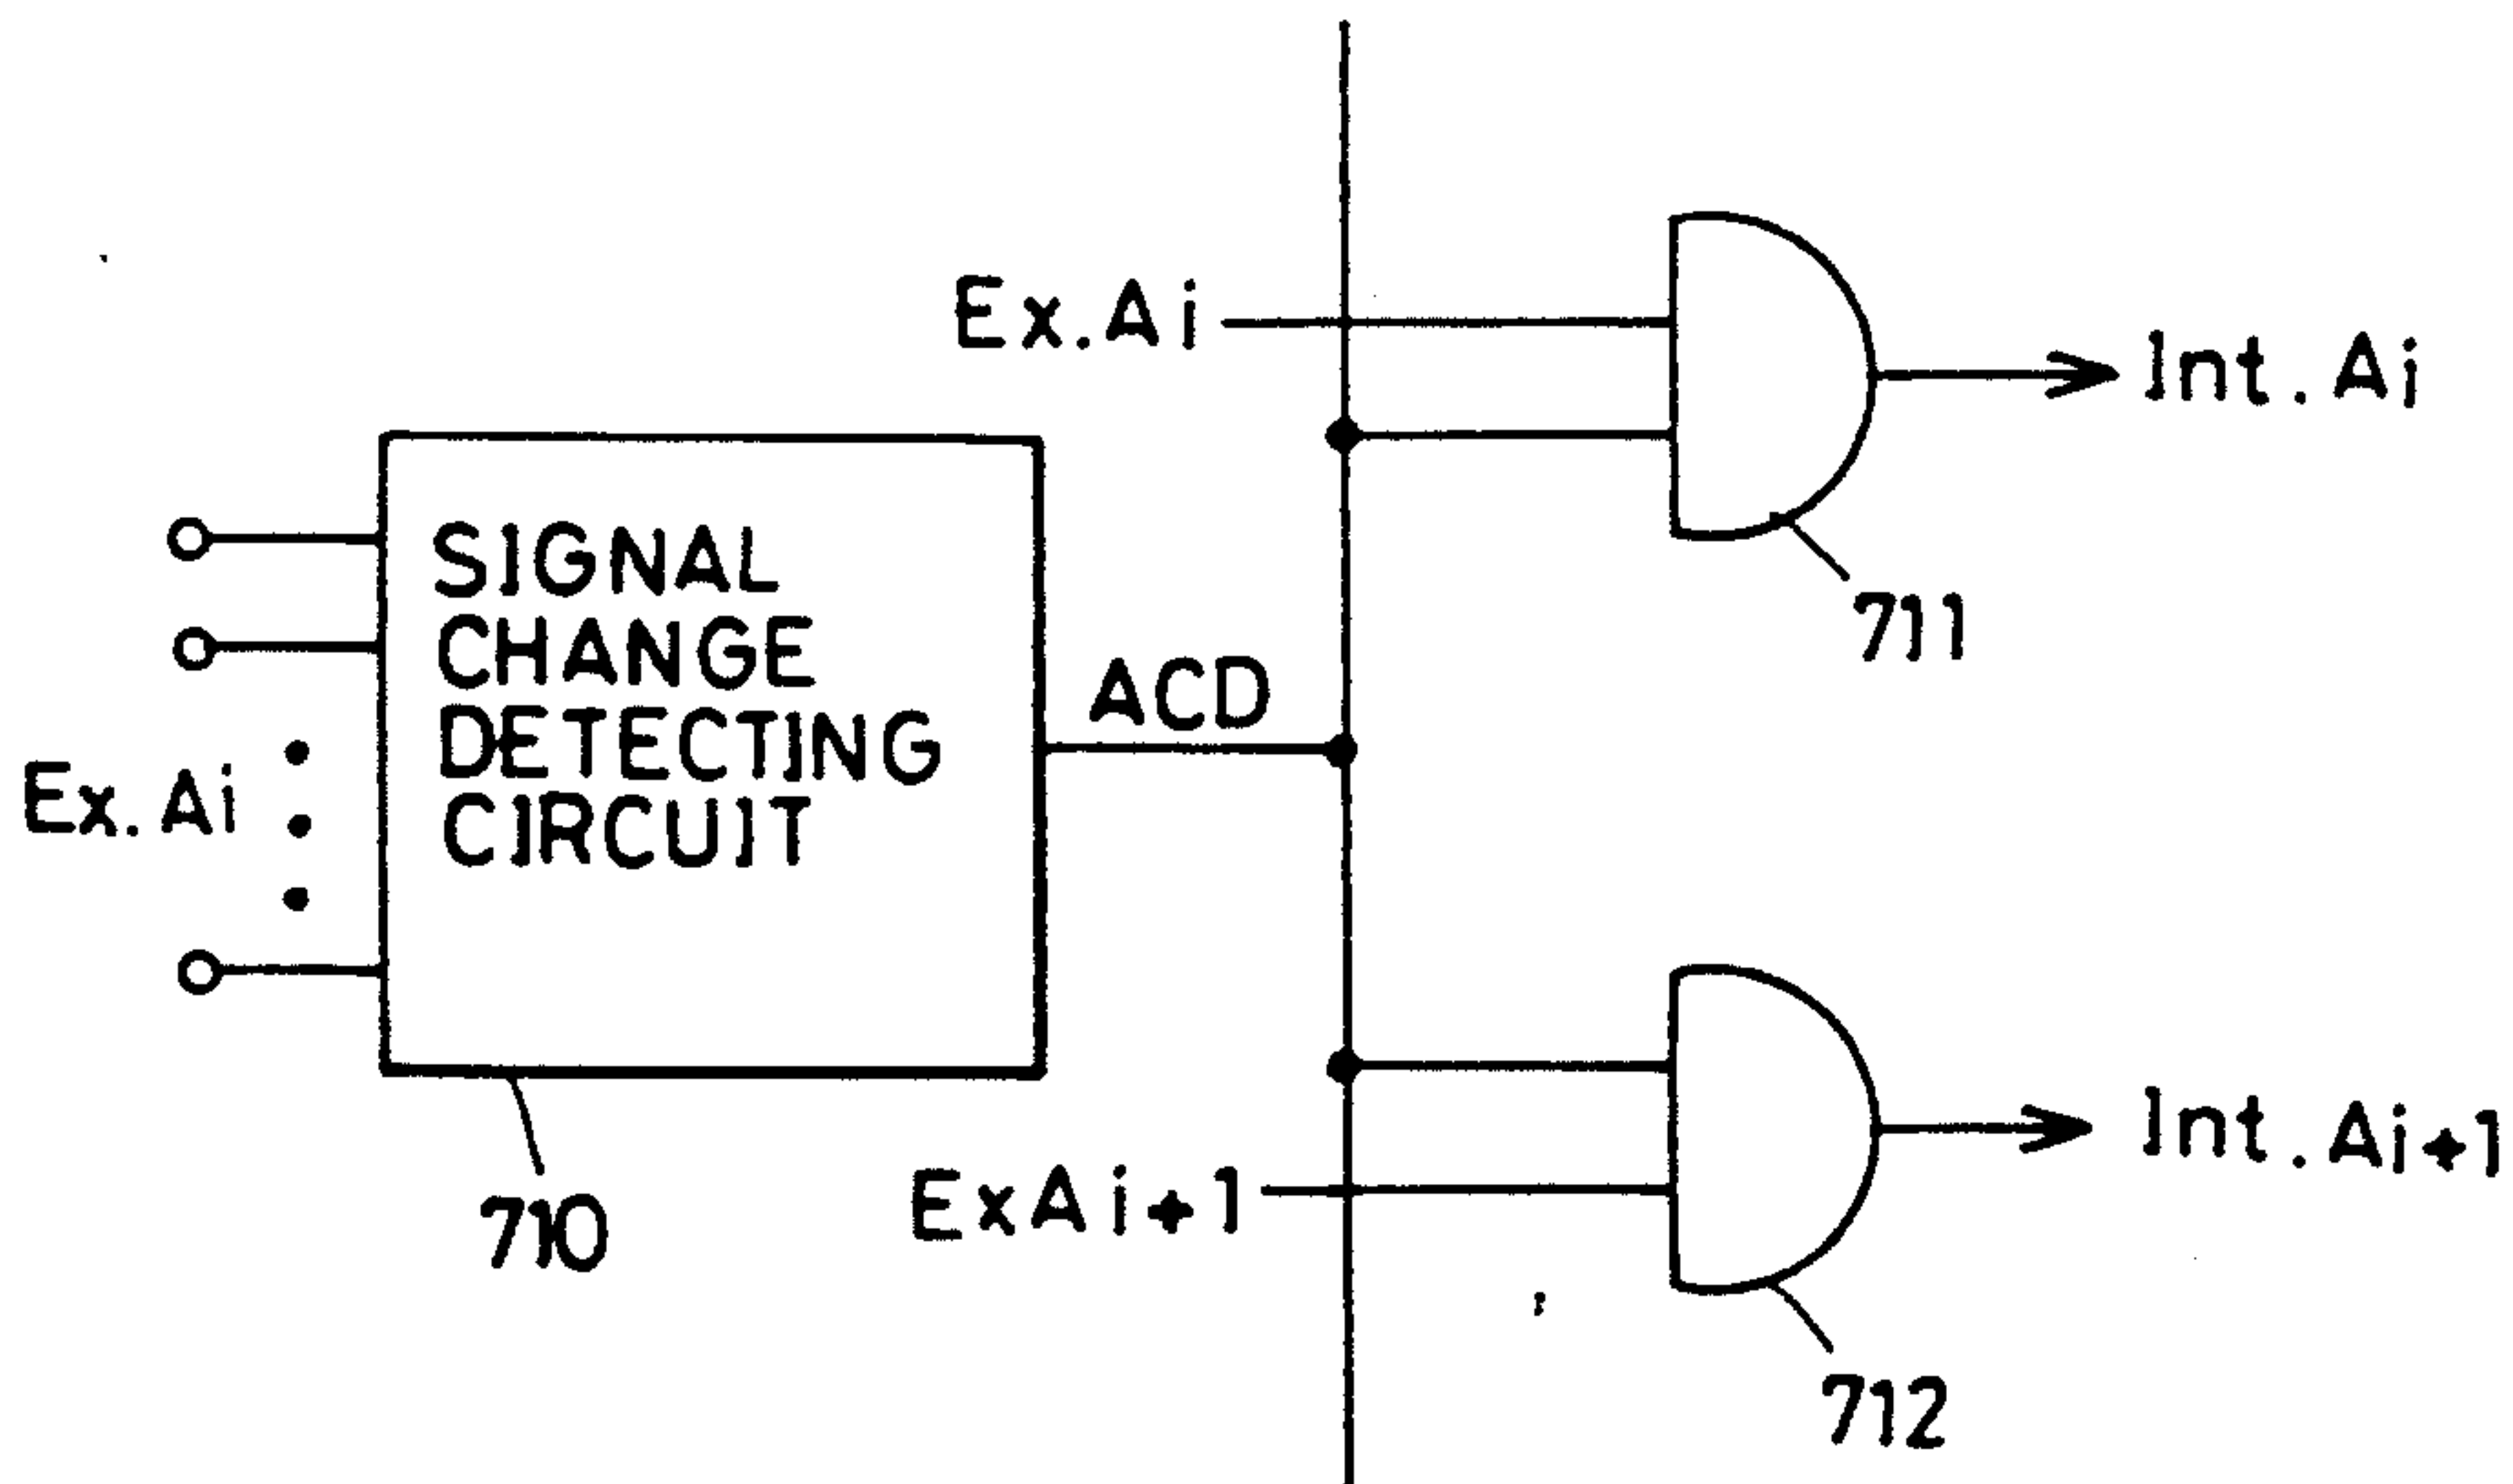 Ex.Ai
Int.Ai
711
SIGNAL
CHANGE
DETECTING
CIRCUIT
ACD
Ex.Ai
710
ExAi+1
Int.Ai+1
712